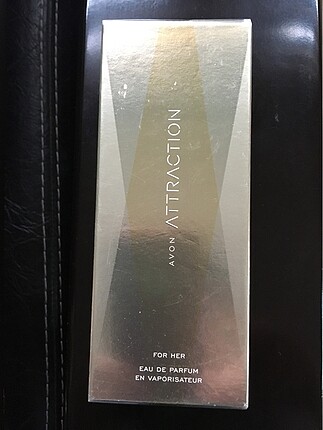 AVON ATTRACTION
FOR HER
EAU DE PARFUM
EN VAPORISATEUR